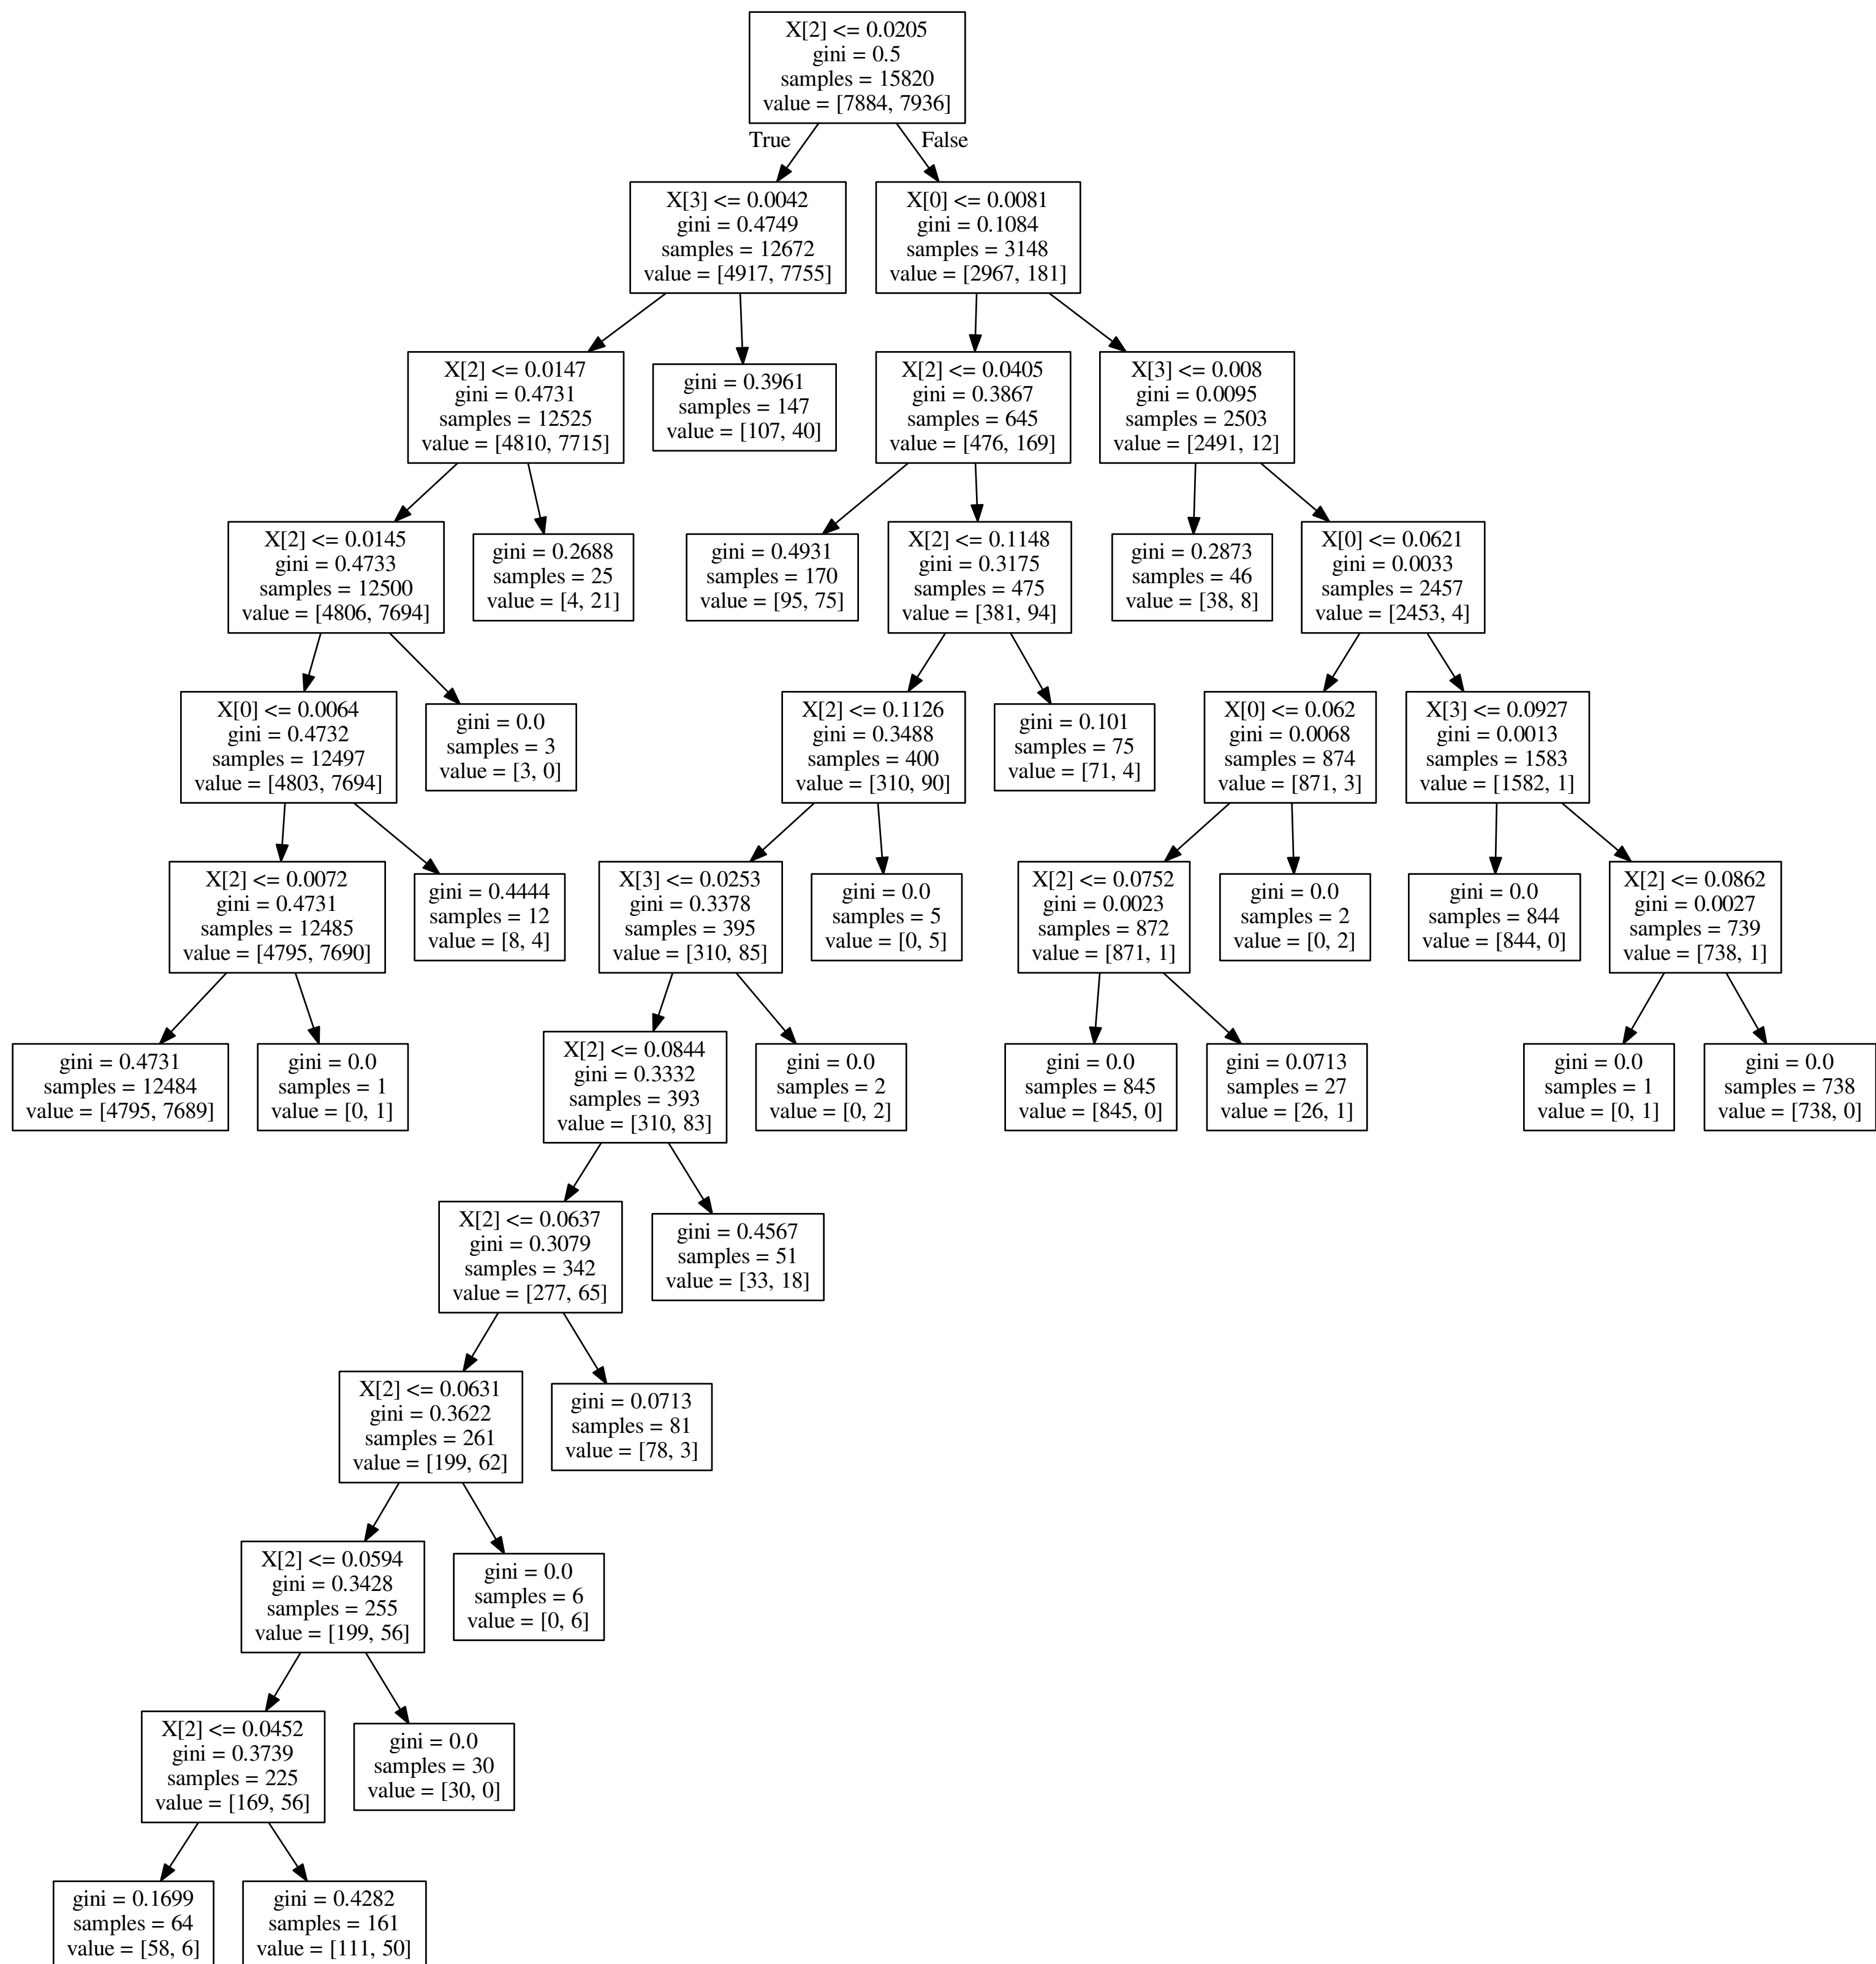 X[2] <= 0.0205
gini = 0.5
samples = 15820
value = [7884, 7936]
True
False
X[3] <= 0.0042
gini = 0.4749
samples = 12672
value = [4917, 7755]
X[0] <= 0.0081
gini = 0.1084
samples = 3148
value = [2967, 181]
X[2] <= 0.0147
gini = 0.4731
samples = 12525
value = [4810, 7715]
gini = 0.3961
samples = 147
value = [107, 40]
X[2] <= 0.0405
gini = 0.3867
samples = 645
value = [476, 169]
X[3] <= 0.008
gini = 0.0095
samples = 2503
value = [2491, 12]
X[2] <= 0.0145
gini = 0.4733
samples = 12500
value = [4806, 7694]
gini = 0.2688
samples = 25
value = [4, 21]
gini = 0.4931
samples = 170
value = [95, 75]
X[2] <= 0.1148
gini = 0.3175
samples = 475
value = [381, 94]
gini = 0.2873
samples = 46
value = [38, 8]
X[0] <= 0.0621
gini = 0.0033
samples = 2457
value = [2453, 4]
X[0] <= 0.0064
gini = 0.4732
samples = 12497
value = [4803, 7694]
gini = 0.0
samples = 3
value = [3, 0]
X[2] <= 0.1126
gini = 0.3488
samples = 400
value = [310, 90]
gini = 0.101
samples = 75
value = [71, 4]
X[0] <= 0.062
gini = 0.0068
samples = 874
value = [871, 3]
X[3] <= 0.0927
gini = 0.0013
samples = 1583
value = [1582, 1]
X[2] <= 0.0072
gini = 0.4731
samples = 12485
value = [4795, 7690]
gini = 0.4444
samples = 12
value = [8, 4]
X[3] <= 0.0253
gini = 0.3378
samples = 395
value = [310, 85]
gini = 0.0
samples = 5
value = [0, 5]
X[2] <= 0.0752
gini = 0.0023
samples = 872
value = [871, 1]
gini = 0.0
samples = 2
value = [0, 2]
gini = 0.0
samples = 844
value = [844, 0]
X[2] <= 0.0862
gini = 0.0027
samples = 739
value = [738, 1]
gini = 0.4731
samples = 12484
value = [4795, 7689]
gini = 0.0
samples = 1
value = [0, 1]
X[2] <= 0.0844
gini = 0.3332
samples = 393
value = [310, 83]
gini = 0.0
samples = 2
value = [0, 2]
gini = 0.0
samples = 845
value = [845, 0]
gini = 0.0713
samples = 27
value = [26, 1]
gini = 0.0
samples = 1
value = [0, 1]
gini = 0.0
samples = 738
value = [738, 0]
X[2] <= 0.0637
gini = 0.3079
samples = 342
value = [277, 65]
gini = 0.4567
samples = 51
value = [33, 18]
X[2] <= 0.0631
gini = 0.3622
samples = 261
value = [199, 62]
gini = 0.0713
samples = 81
value = [78, 3]
X[2] <= 0.0594
gini = 0.3428
samples = 255
value = [199, 56]
gini = 0.0
samples = 6
value = [0, 6]
X[2] <= 0.0452
gini = 0.3739
samples = 225
value = [169, 56]
gini = 0.0
samples = 30
value = [30, 0]
gini = 0.1699
samples = 64
value = [58, 6]
gini = 0.4282
samples = 161
value = [111, 50]